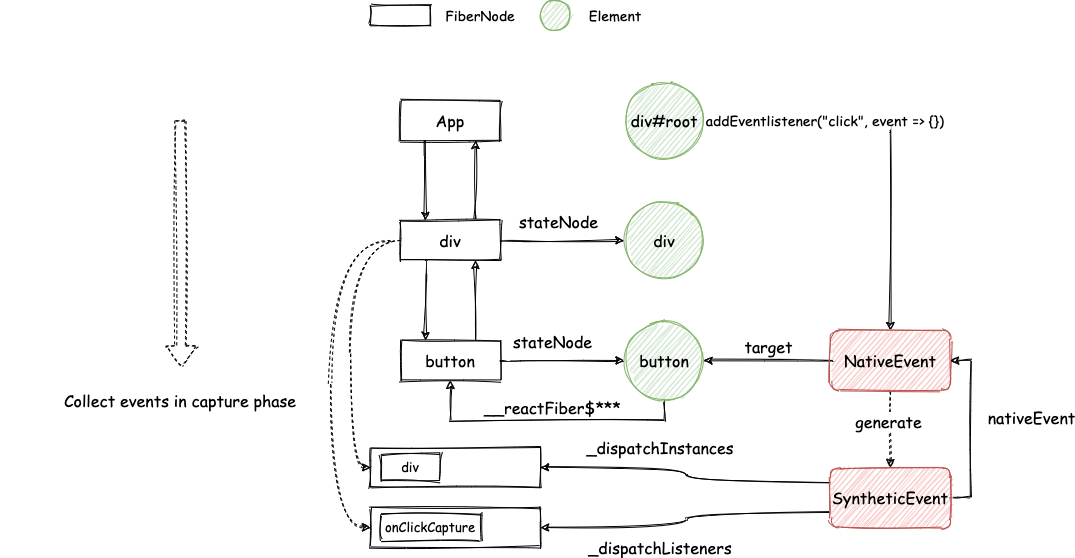 FiberNode
Element
App
div#root
addEventlistener("click", event => {})
stateNode
div
div
stateNode
button
button
target
NativeEvent
Collect events in capture phase
__reactFiber$***
generate
nativeEvent
_dispatchInstances
div
SyntheticEvent
onClickCapture
_dispatchListeners